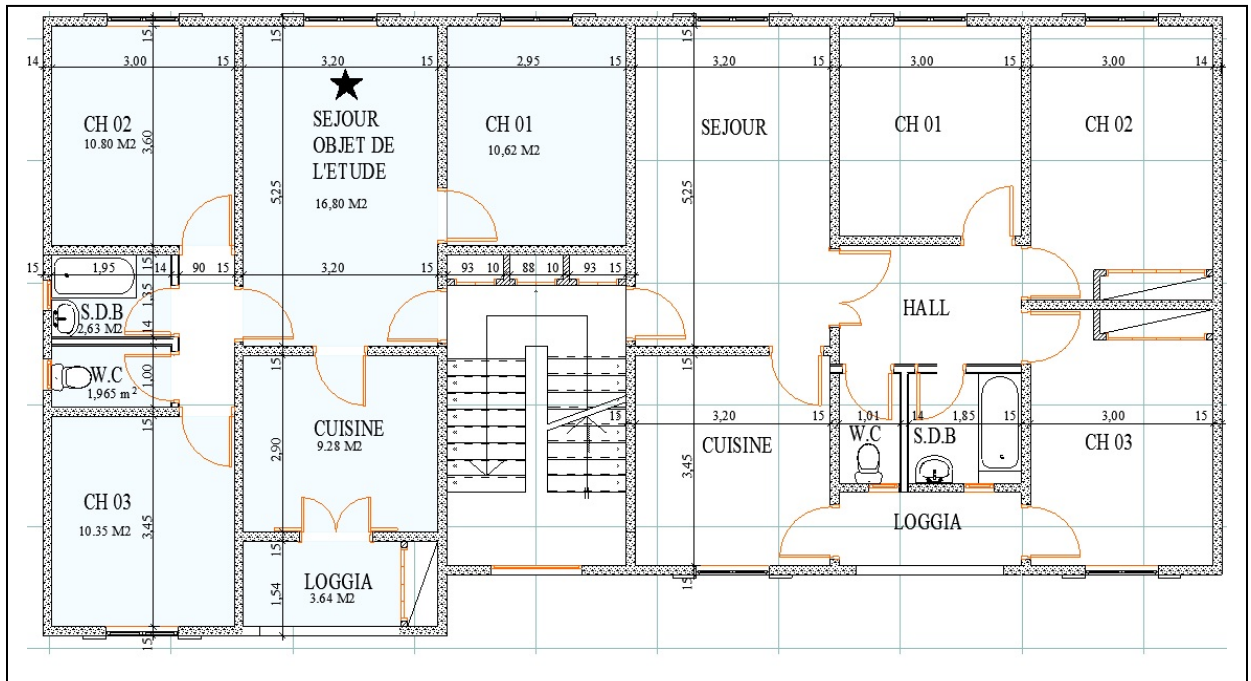 15
15
14
3,00
15
3,20
15
2,95
15
3,20
15
3,00
15
3,00
14
CH 02
10.80 M2
3,60
SEJOUR
OBJET DE
L'ETUDE
16,80 M2
5,25
CH 01
10,62 M2
SEJOUR
5,25
CH 01
CH 02
15
1,95
14
90
15
3,20
15
93
10
88
10
93
15
15
1,35
S.D.B
2,63 M2
14
HALL
W.C
1,965 m²
1,00
15
15
15
CUISINE
9.28 M2
2,90
15
3,20
15
1,01
14
1,85
15
3,00
15
W.C
S.D.B
CUISINE
3,45
CH 03
CH 03
10.35 M2
3,45
LOGGIA
15
LOGGIA
3.64 M2
1,54
15
15